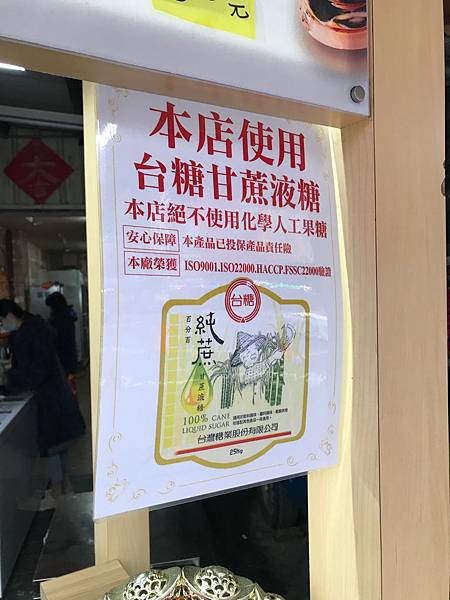 元
大
本店使用
台糖甘蔗液糖
本店絕不使用化學人工果糖
安心保障 本產品已投保產品責任險
本廠榮獲 ISO9001.ISO22000.HACCP.FSSC22000驗證
台糖
百分百
純蔗
甘蔗液糖
100% CANE
LIQUID SUGAR
台灣糖業股份有限公司
25kg